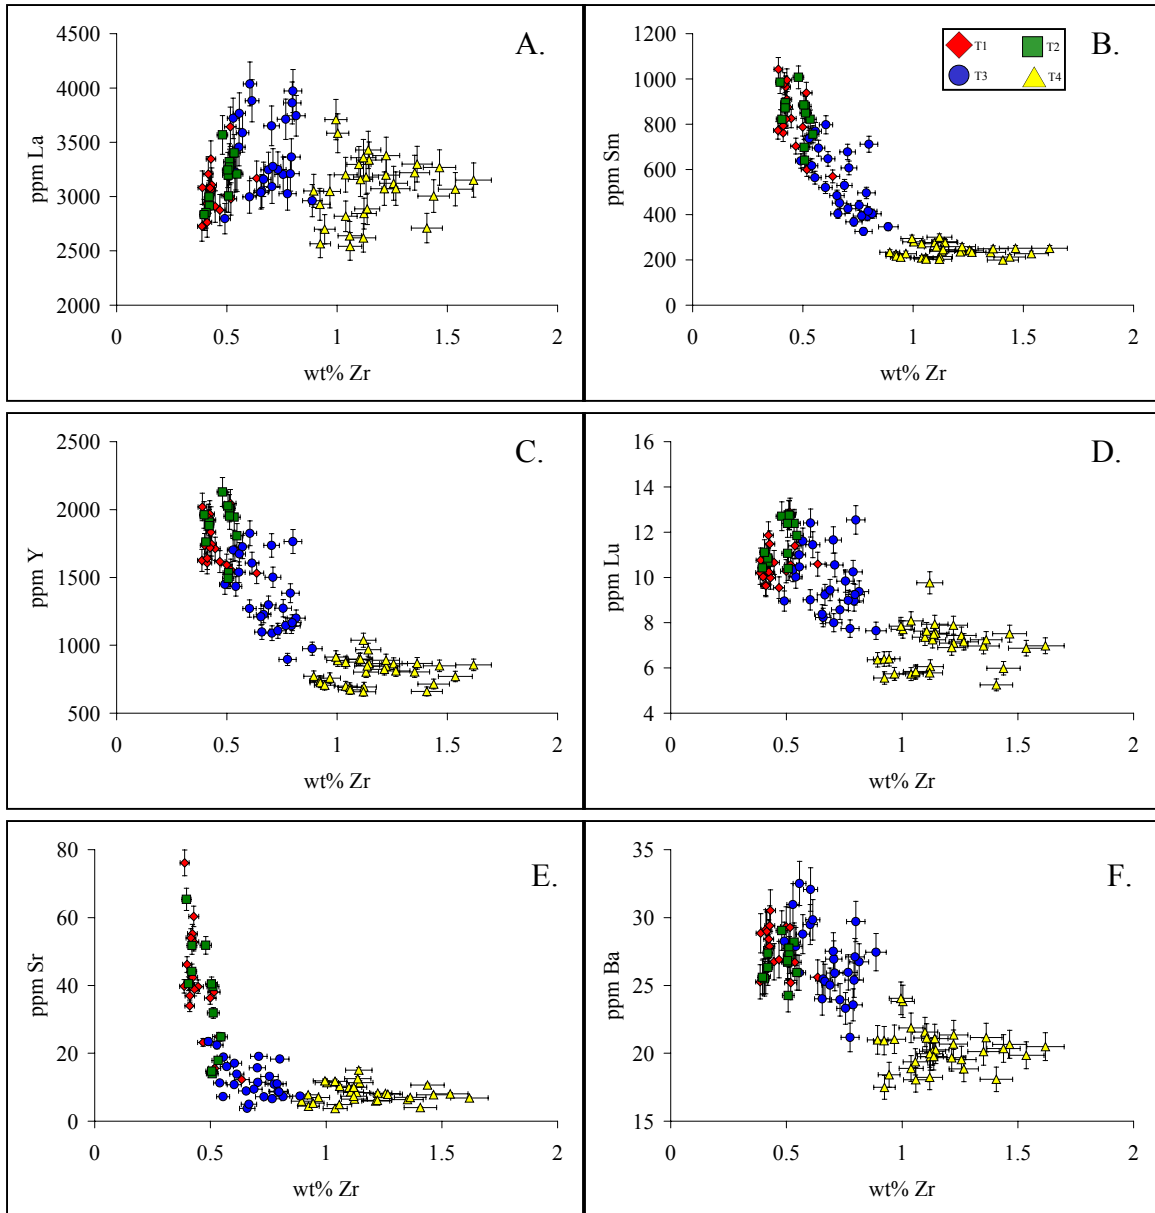 A.
4500
4000
3500
3000
2500
2000
ppm La
0 0.5 1 1.5 2
wt% Zr
B.
T1 T2
T3 T4
1200
1000
800
600
400
200
0
ppm Sm
0 0.5 1 1.5 2
wt% Zr
C.
2500
2000
1500
1000
500
ppm Y
0 0.5 1 1.5 2
wt% Zr
D.
16
14
12
10
8
6
4
ppm Lu
0 0.5 1 1.5 2
wt% Zr
E.
80
60
40
20
0
ppm Sr
0 0.5 1 1.5 2
wt% Zr
F.
35
30
25
20
15
ppm Ba
0 0.5 1 1.5 2
wt% Zr